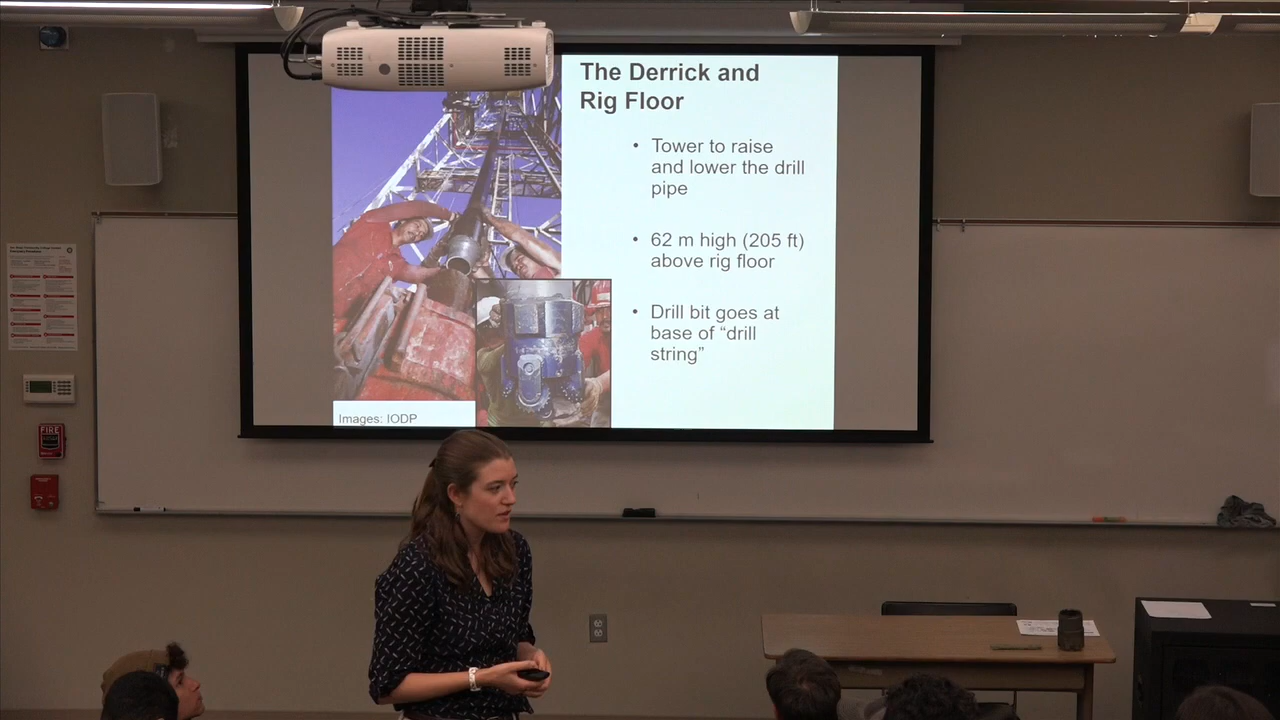 The Derrick and
Rig Floor
• Tower to raise
and lower the drill
pipe
• 62 m high (205 ft)
above rig floor
• Drill bit goes at
base of “drill
string”
Images: IODP
FIRE